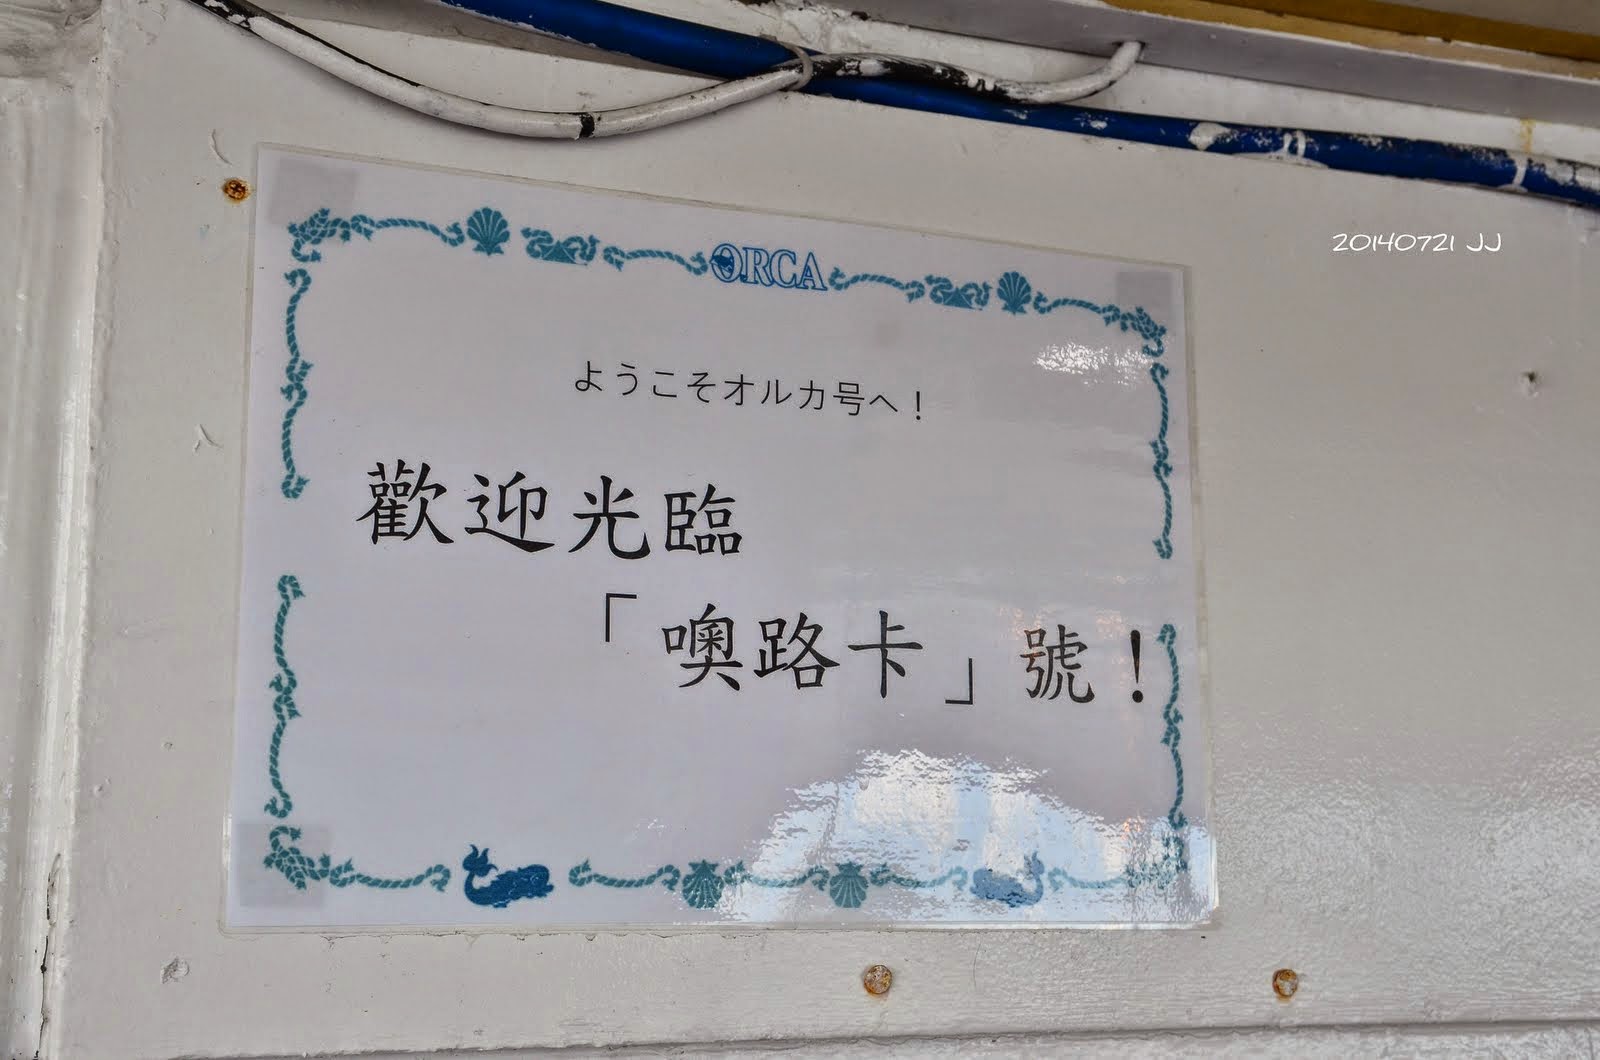 20140721 JJ
ORCA
ようこそオルカ号へ！
歡迎光臨
「噢路卡」號！